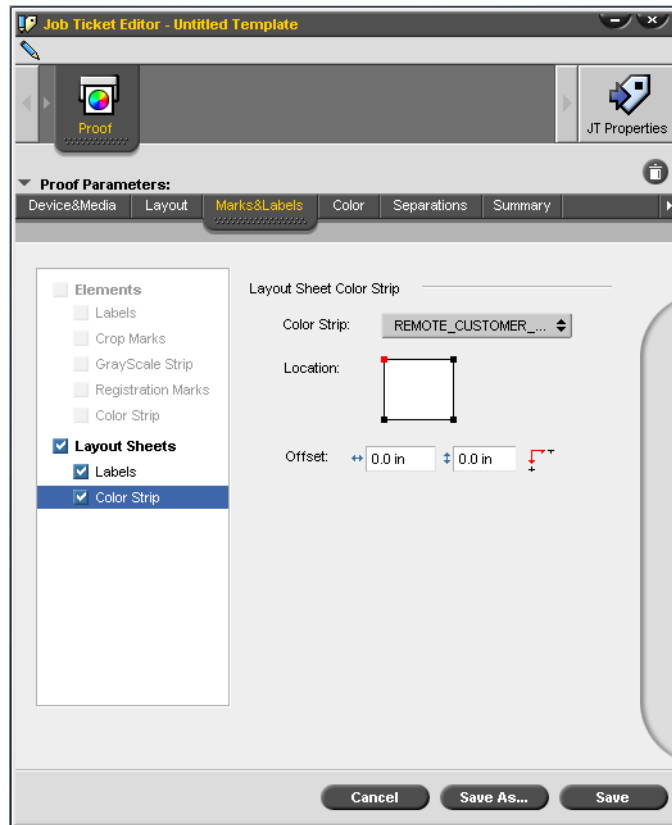 Job Ticket Editor - Untitled Template
Proof
JT Properties
Proof Parameters:
Device&Media Layout Marks&Labels Color Separations Summary
Elements
Labels
Crop Marks
GrayScale Strip
Registration Marks
Color Strip
Layout Sheets
Labels
Color Strip
Layout Sheet Color Strip
Color Strip: REMOTE_CUSTOMER_...
Location:
Offset: 0.0 in 0.0 in
Cancel Save As... Save